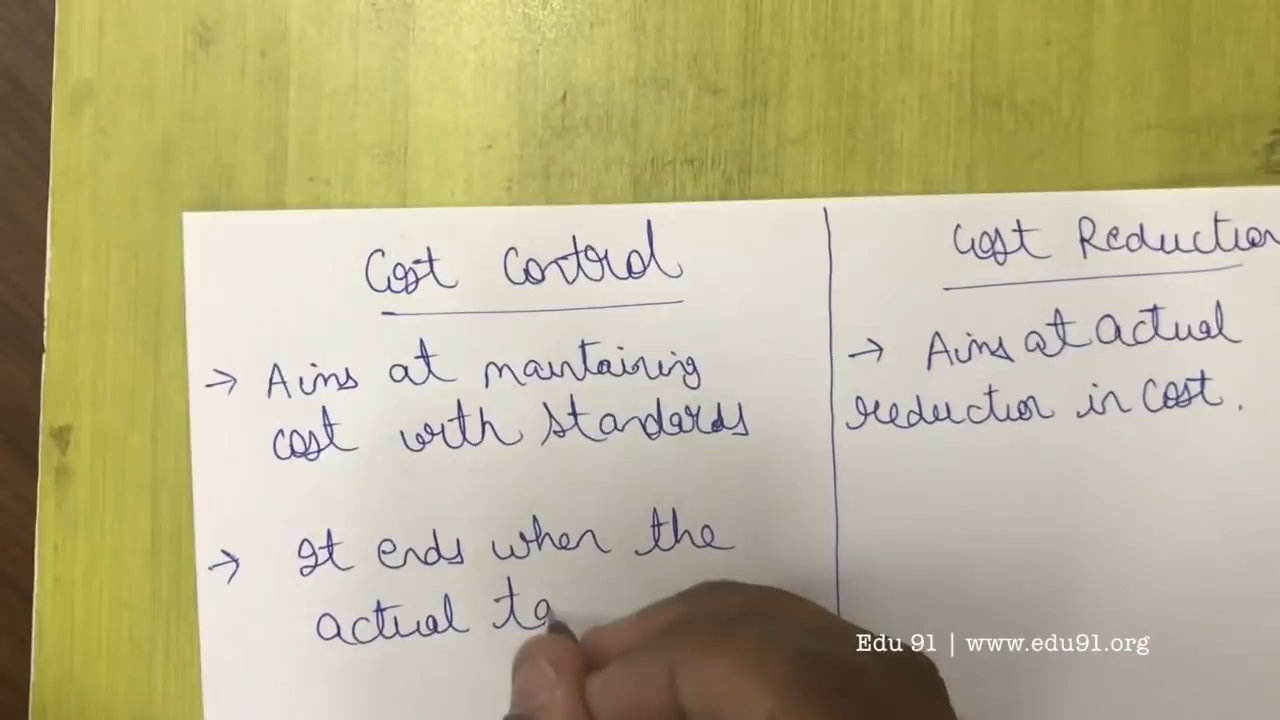 Cost Control
→ Aims at maintaining
cost with standards
→ It ends when the
actual ta
Cost Reduction
→ Aims at actual
reduction in cost.
Edu 91 | www.edu91.org